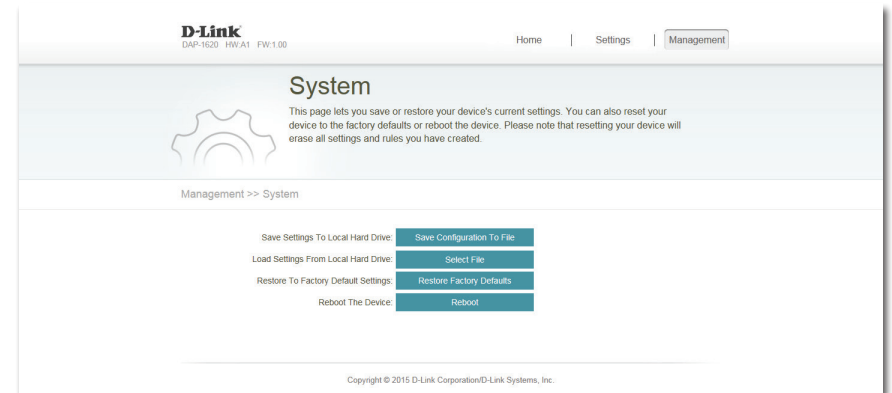 D-Link
DAP-1620 HW:A1 FW:1.00
Home | Settings | Management
System
This page lets you save or restore your device's current settings. You can also reset your
device to the factory defaults or reboot the device. Please note that resetting your device will
erase all settings and rules you have created.
Management >> System
Save Settings To Local Hard Drive: Save Configuration To File
Load Settings From Local Hard Drive: Select File
Restore To Factory Default Settings: Restore Factory Defaults
Reboot The Device: Reboot
Copyright © 2015 D-Link Corporation/D-Link Systems, Inc.